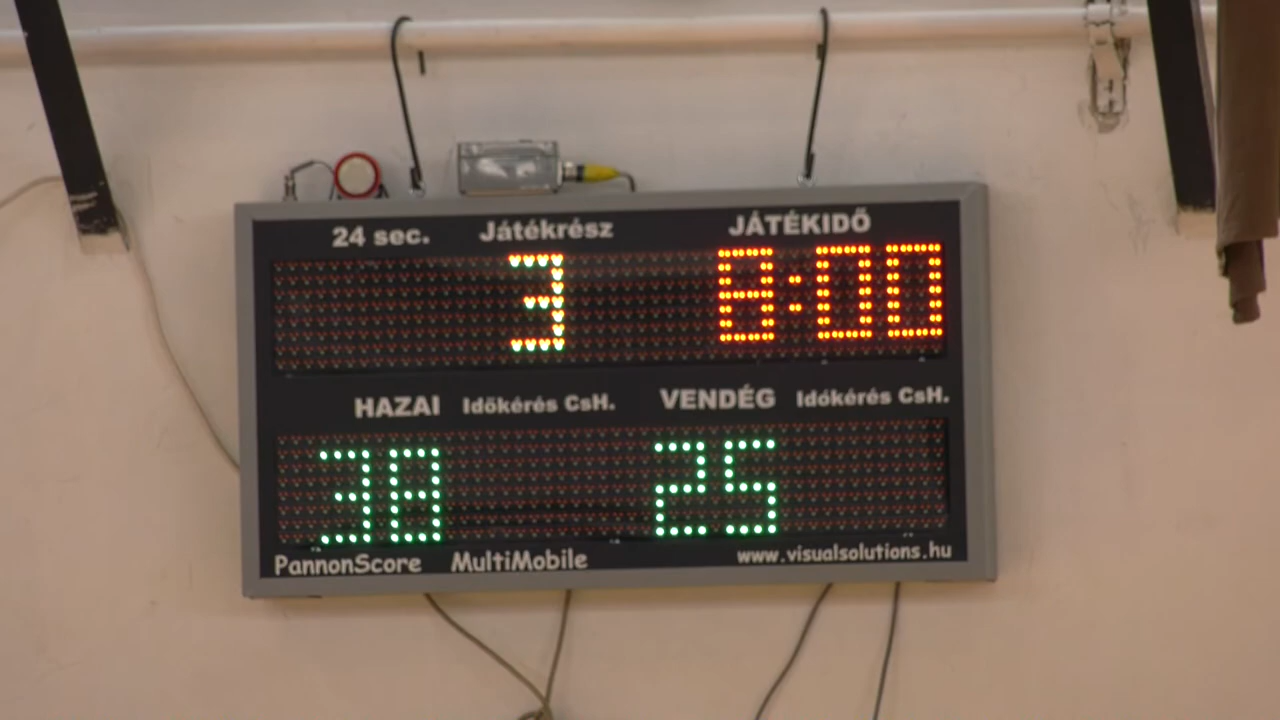 24 sec. Játékrész JÁTÉKIDŐ
3 8:00
HAZAI Időkérés CsH. VENDÉG Időkérés CsH.
38 25
PannonScore MultiMobile www.visualsolutions.hu